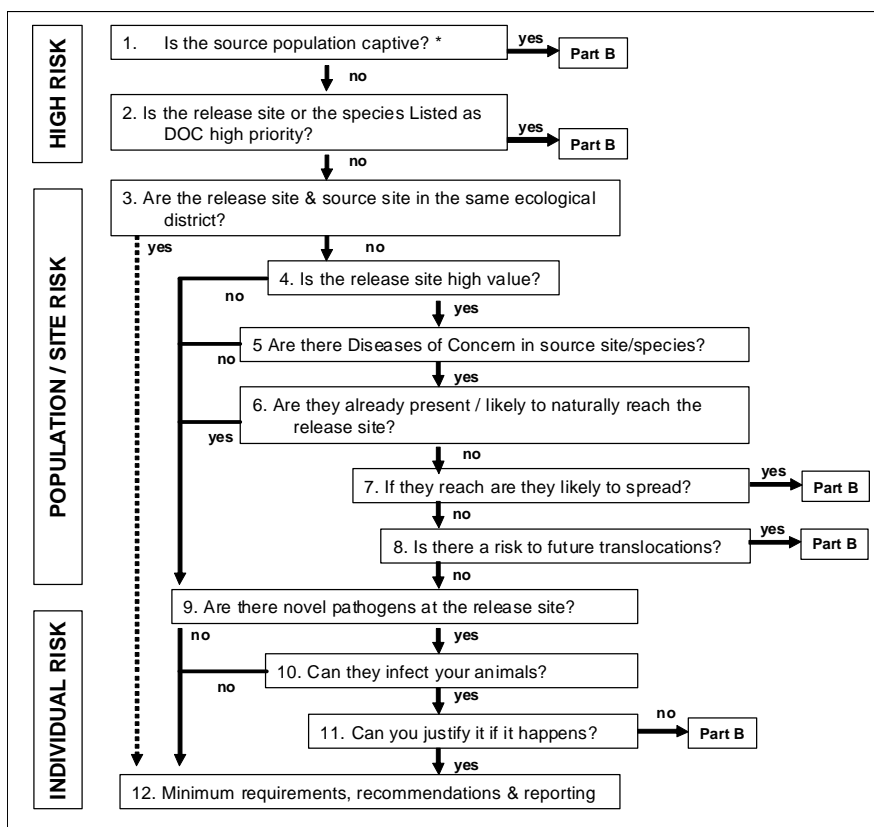 HIGH RISK
1. Is the source population captive? *
yes
Part B
no
2. Is the release site or the species Listed as
DOC high priority?
yes
Part B
no
POPULATION / SITE RISK
3. Are the release site & source site in the same ecological
district?
yes
no
4. Is the release site high value?
no
yes
5 Are there Diseases of Concern in source site/species?
no
yes
6. Are they already present / likely to naturally reach the
release site?
yes
no
7. If they reach are they likely to spread?
yes
Part B
no
8. Is there a risk to future translocations?
yes
Part B
no
INDIVIDUAL RISK
9. Are there novel pathogens at the release site?
no
yes
10. Can they infect your animals?
no
yes
11. Can you justify it if it happens?
no
Part B
yes
12. Minimum requirements, recommendations & reporting